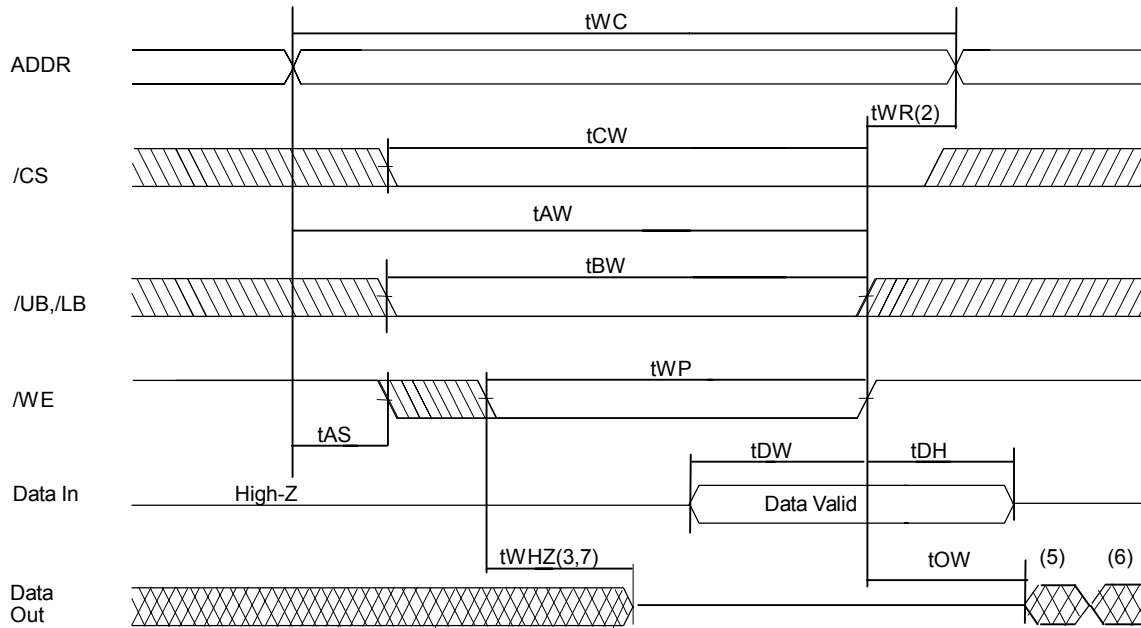 tWC
ADDR
tWR(2)
tCW
/CS
tAW
tBW
/UB,/LB
tWP
/WE
tAS
tDW
tDH
Data In
High-Z
Data Valid
tWHZ(3,7)
tOW
(5)
(6)
Data
Out